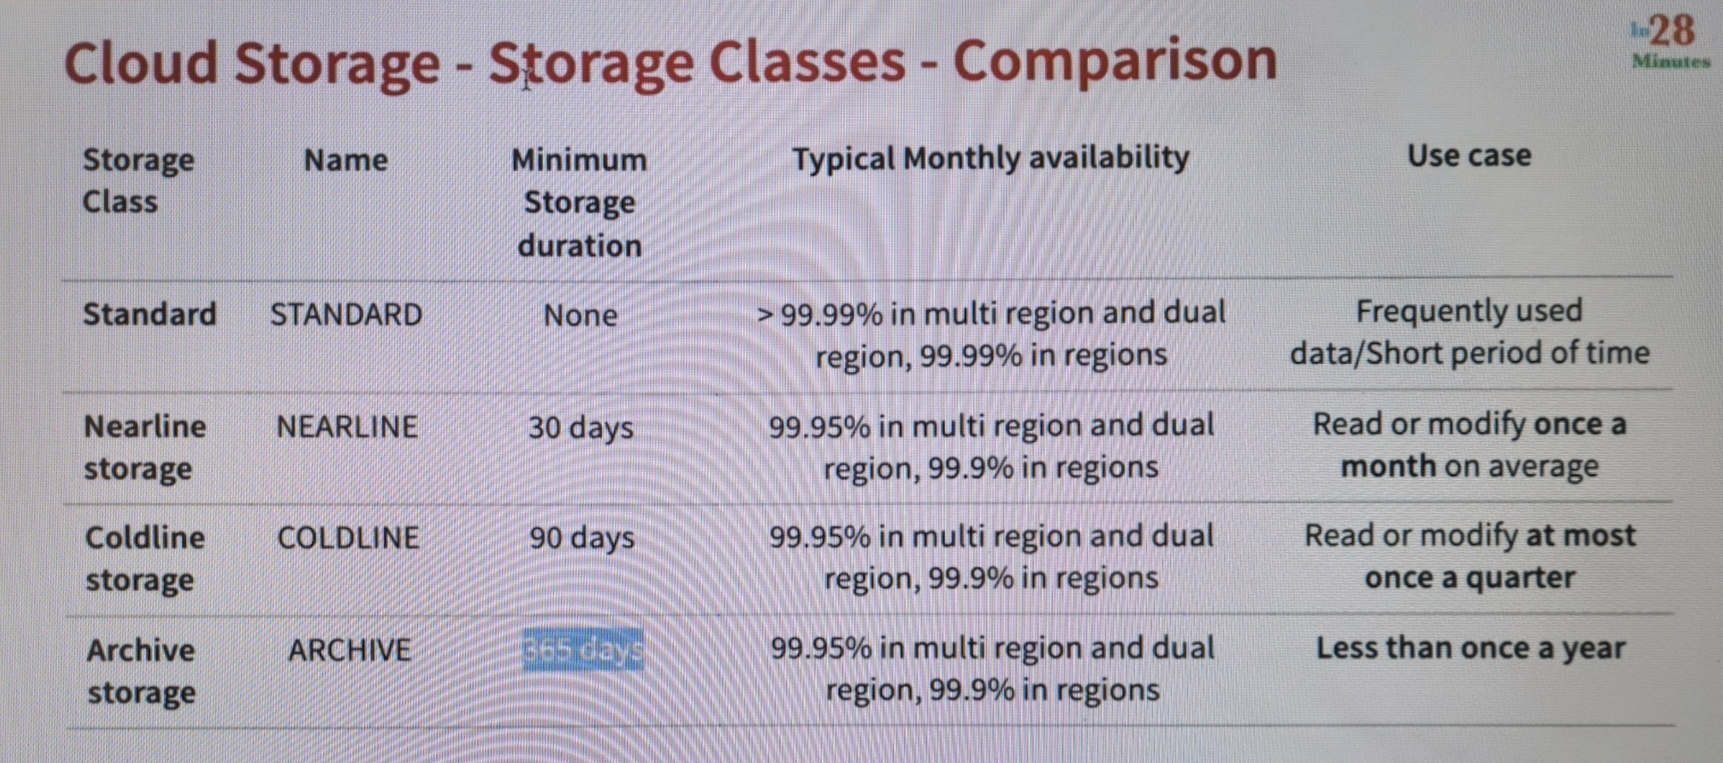 Cloud Storage - Storage Classes - Comparison
In 28
Minutes
Storage Class
Name
Minimum Storage duration
Typical Monthly availability
Use case
Standard
STANDARD
None
> 99.99% in multi region and dual
region, 99.99% in regions
Frequently used
data/Short period of time
Nearline
storage
NEARLINE
30 days
99.95% in multi region and dual
region, 99.9% in regions
Read or modify once a
month on average
Coldline
storage
COLDLINE
90 days
99.95% in multi region and dual
region, 99.9% in regions
Read or modify at most
once a quarter
Archive
storage
ARCHIVE
365 days
99.95% in multi region and dual
region, 99.9% in regions
Less than once a year